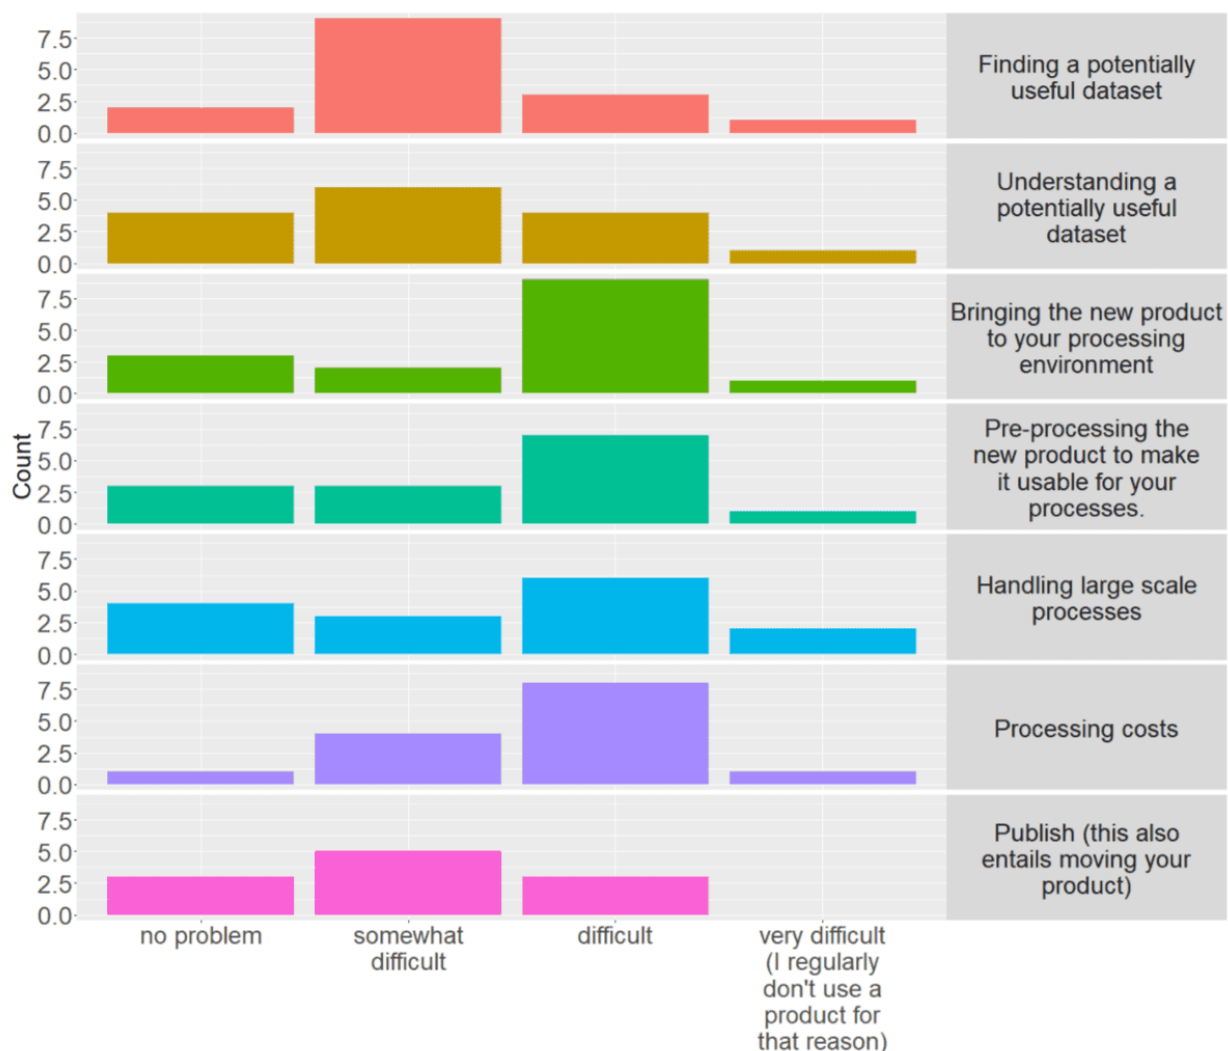 7.5
5.0
2.5
0.0
Finding a potentially
useful dataset
7.5
5.0
2.5
0.0
Understanding a
potentially useful
dataset
7.5
5.0
2.5
0.0
Bringing the new product
to your processing
environment
Count
7.5
5.0
2.5
0.0
Pre-processing the
new product to make
it usable for your
processes.
7.5
5.0
2.5
0.0
Handling large scale
processes
7.5
5.0
2.5
0.0
Processing costs
7.5
5.0
2.5
0.0
Publish (this also
entails moving your
product)
no problem
somewhat
difficult
difficult
very difficult
(I regularly
don't use a
product for
that reason)